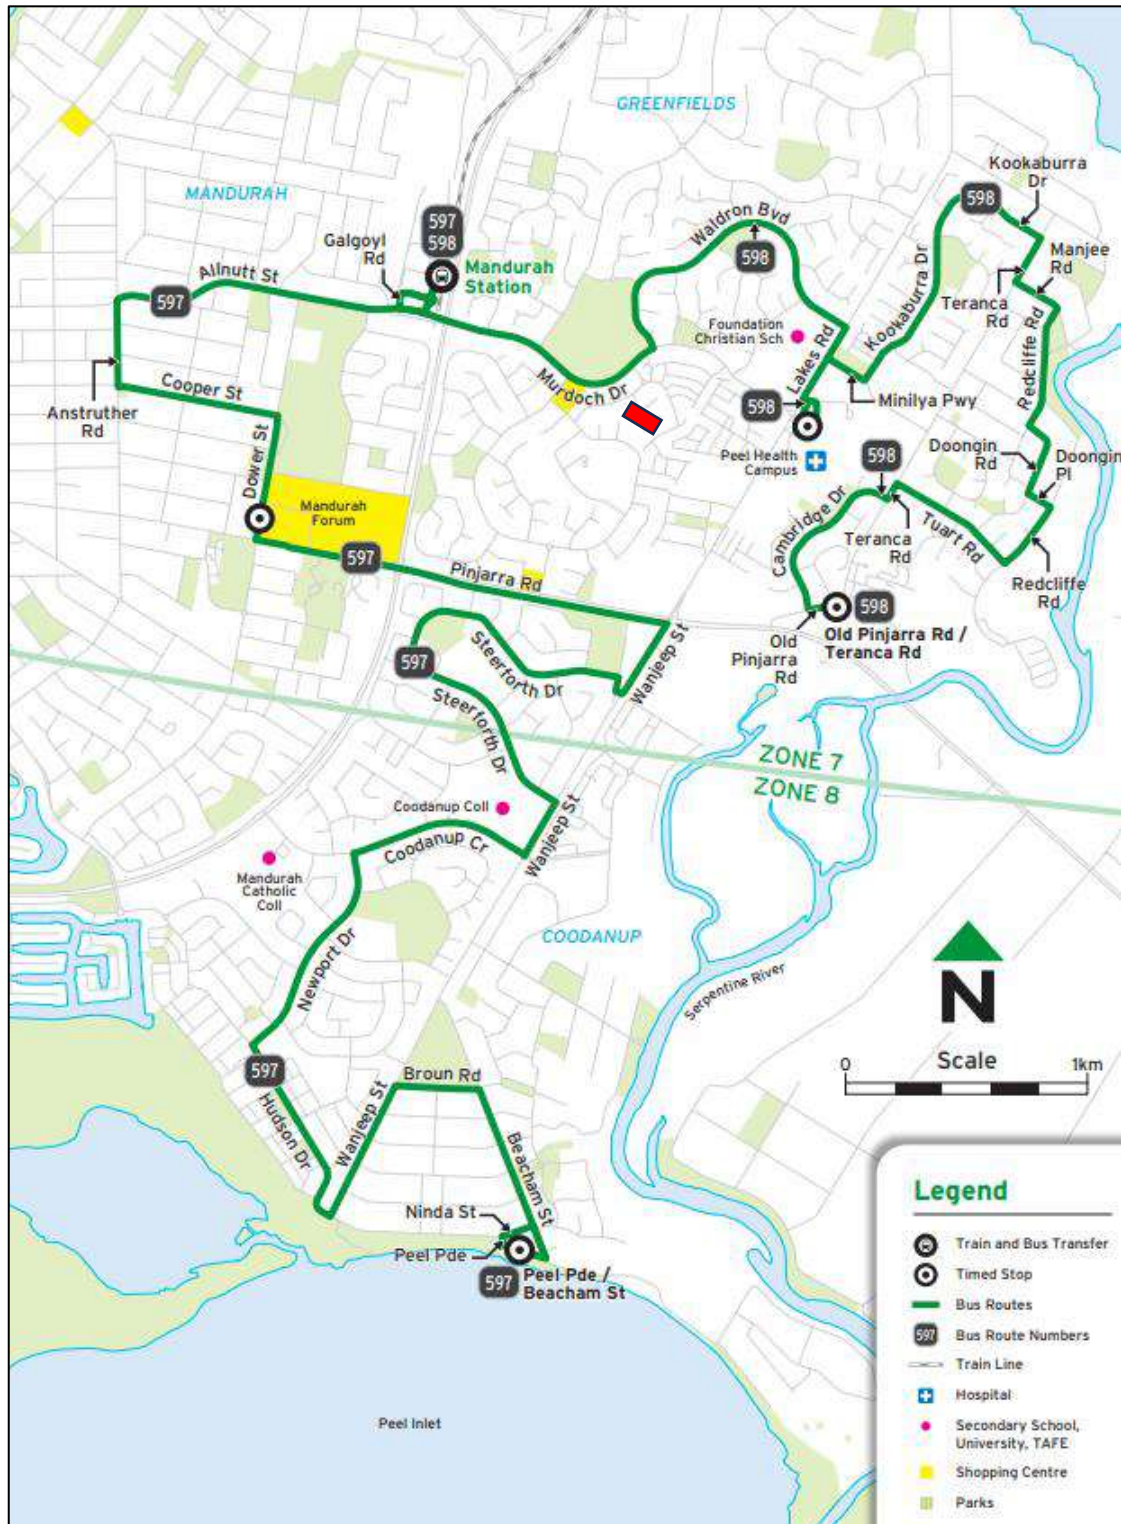 GREENFIELDS
Kookaburra
Dr
598
MANDURAH
597
598
Galgoyl
Rd
Mandurah
Station
Waldron Bvd
598
Manjee
Rd
Allnutt St
597
Kookaburra Dr
Teranca
Rd
Foundation
Christian Sch
Lakes Rd
Redcliffe Rd
Cooper St
Murdoch Dr
Anstruther
Rd
598
Minilya Pwy
Dower St
Peel Health
Campus
598
Doongin
Rd
Doongin
Pl
Mandurah
Forum
Cambridge Dr
Teranca
Rd
Tuart Rd
597
Pinjarra Rd
Redcliffe
Rd
598
Old
Pinjarra
Rd
Old Pinjarra Rd /
Teranca Rd
597
Steerforth Dr
Wanjeep St
Steerforth Dr
ZONE 7
ZONE 8
Coodanup Coll
Coodanup Cr
Wanjeep St
Mandurah
Catholic
Coll
COODANUP
Newport Dr
Serpentine River
N
Scale
0
1km
597
Broun Rd
Hudson Dr
Wanjeep St
Beacham St
Ninda St
Peel Pde
597
Peel Pde /
Beacham St
Peel Inlet
Legend
Train and Bus Transfer
Timed Stop
Bus Routes
597
Bus Route Numbers
Train Line
Hospital
Secondary School,
University, TAFE
Shopping Centre
Parks